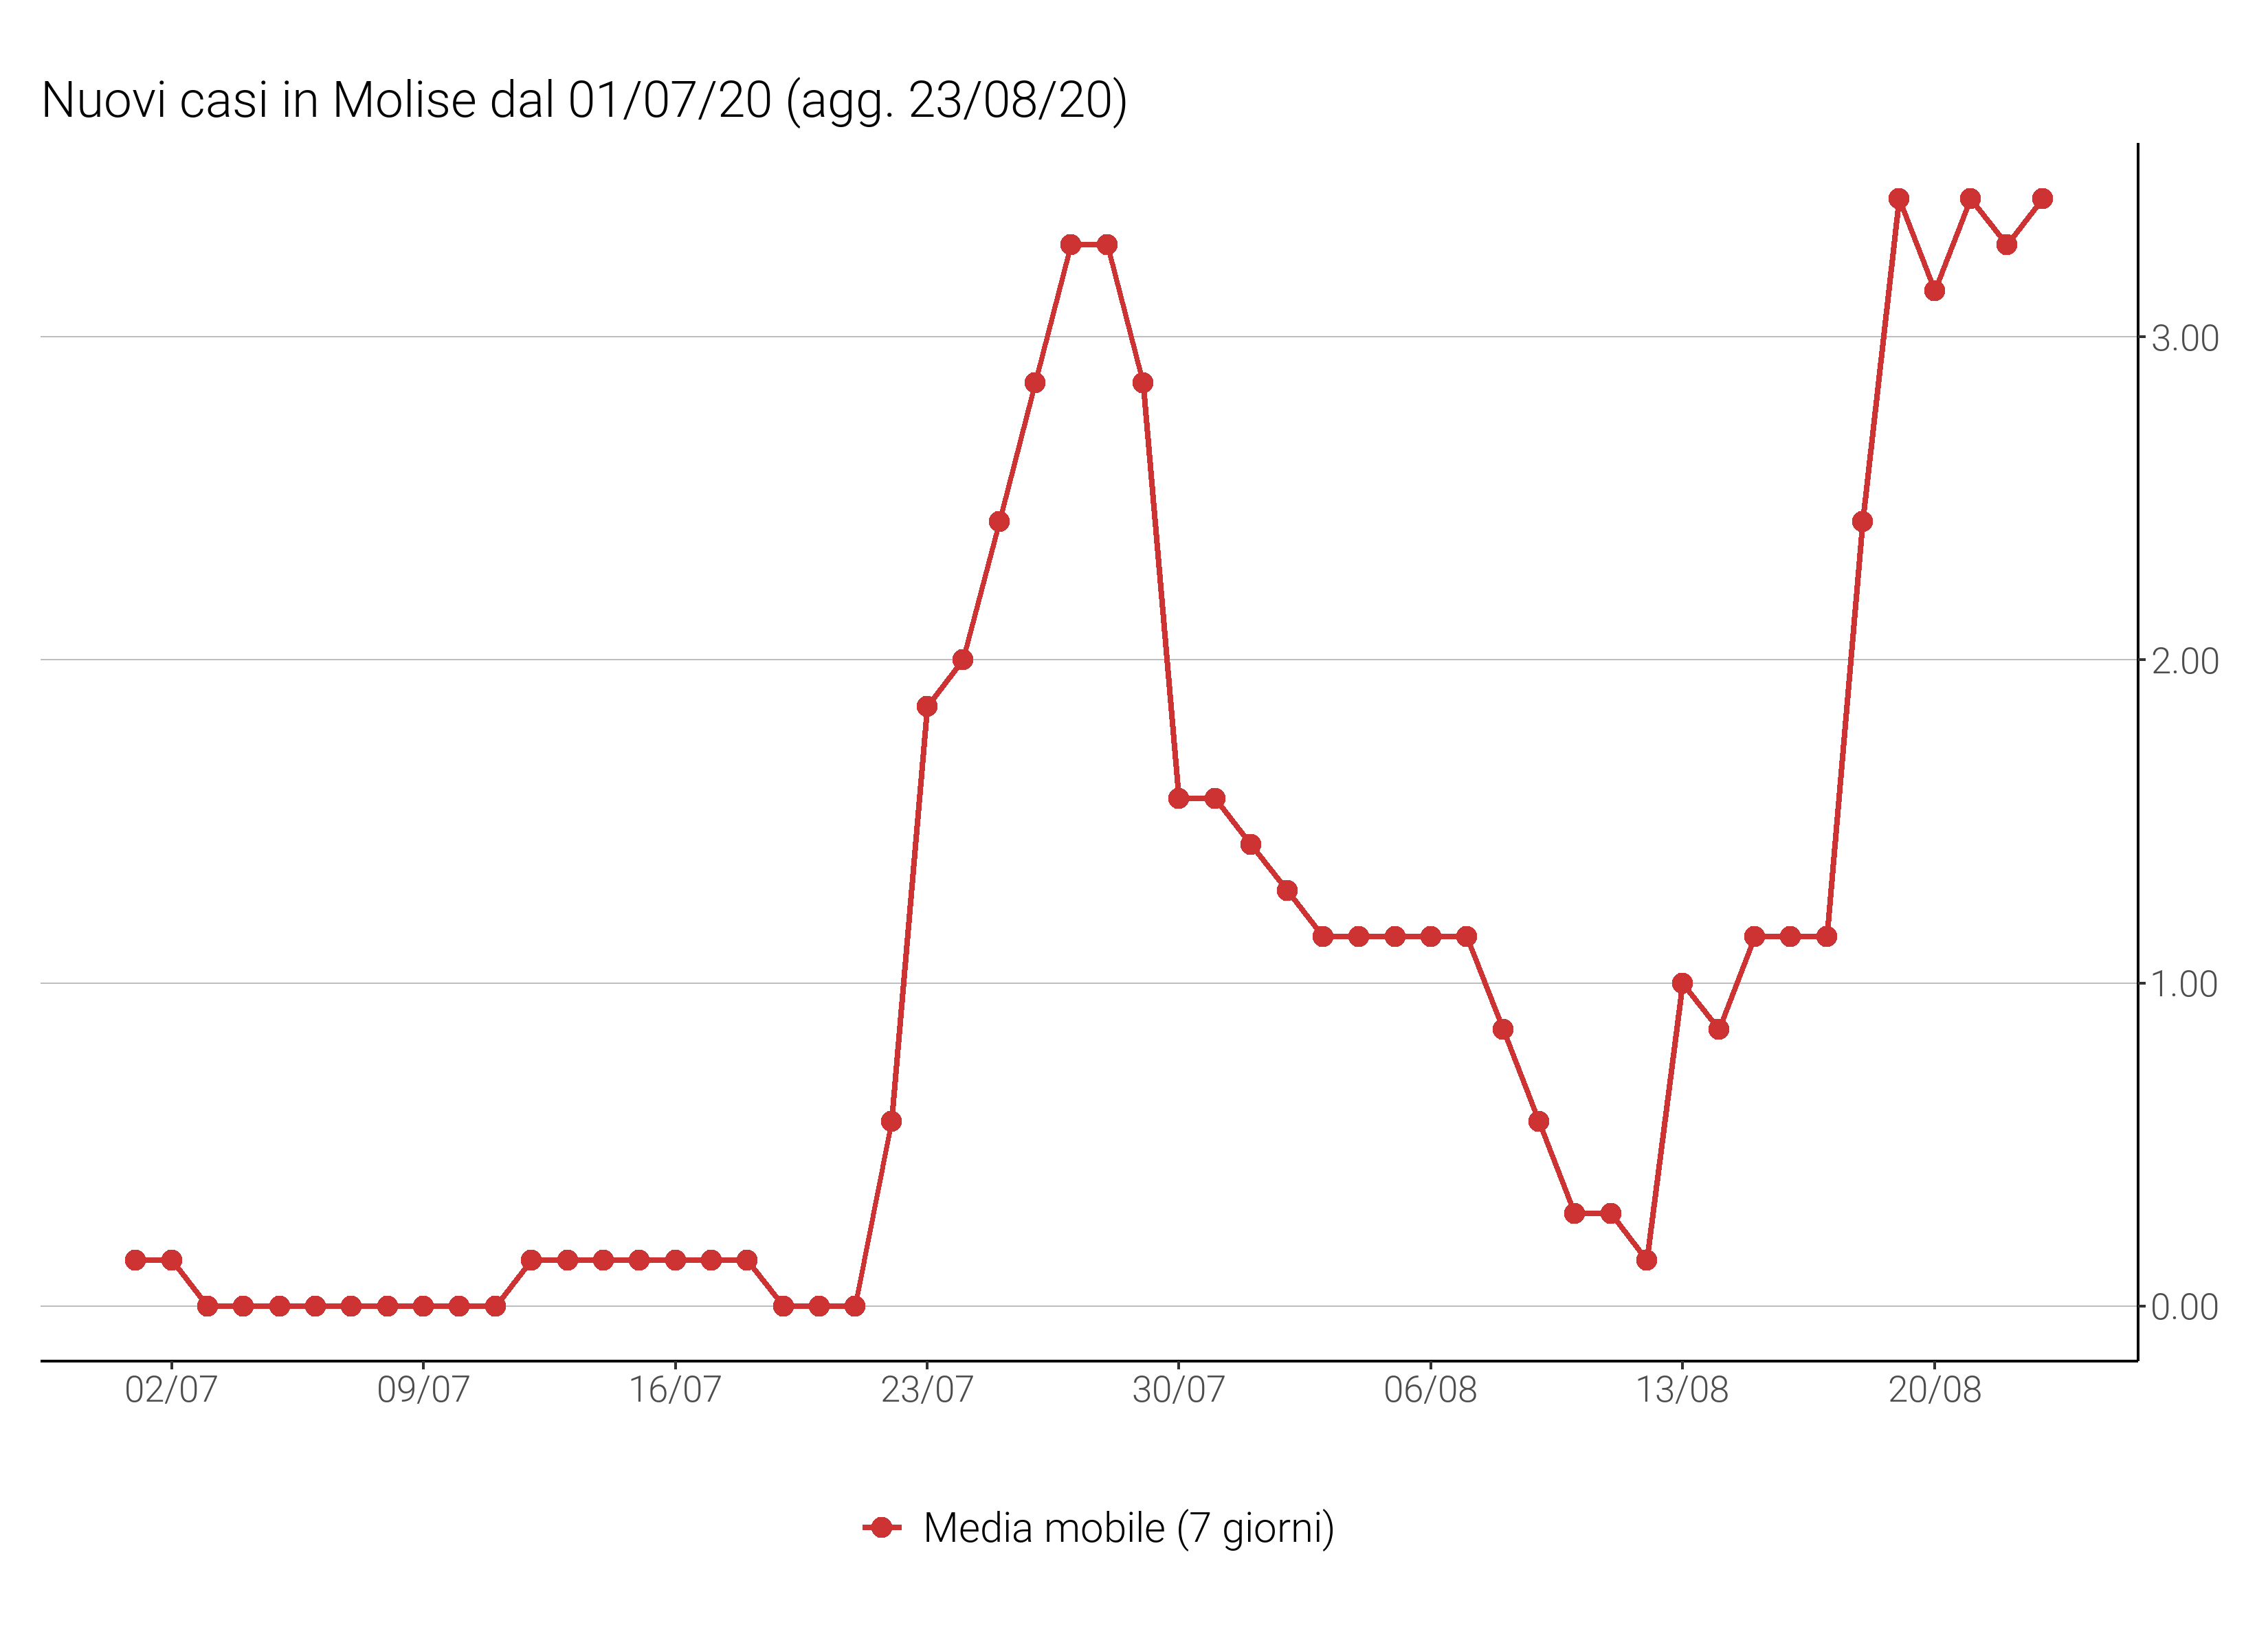 Nuovi casi in Molise dal 01/07/20 (agg. 23/08/20)
3.00
2.00
1.00
0.00
02/07 09/07 16/07 23/07 30/07 06/08 13/08 20/08
Media mobile (7 giorni)